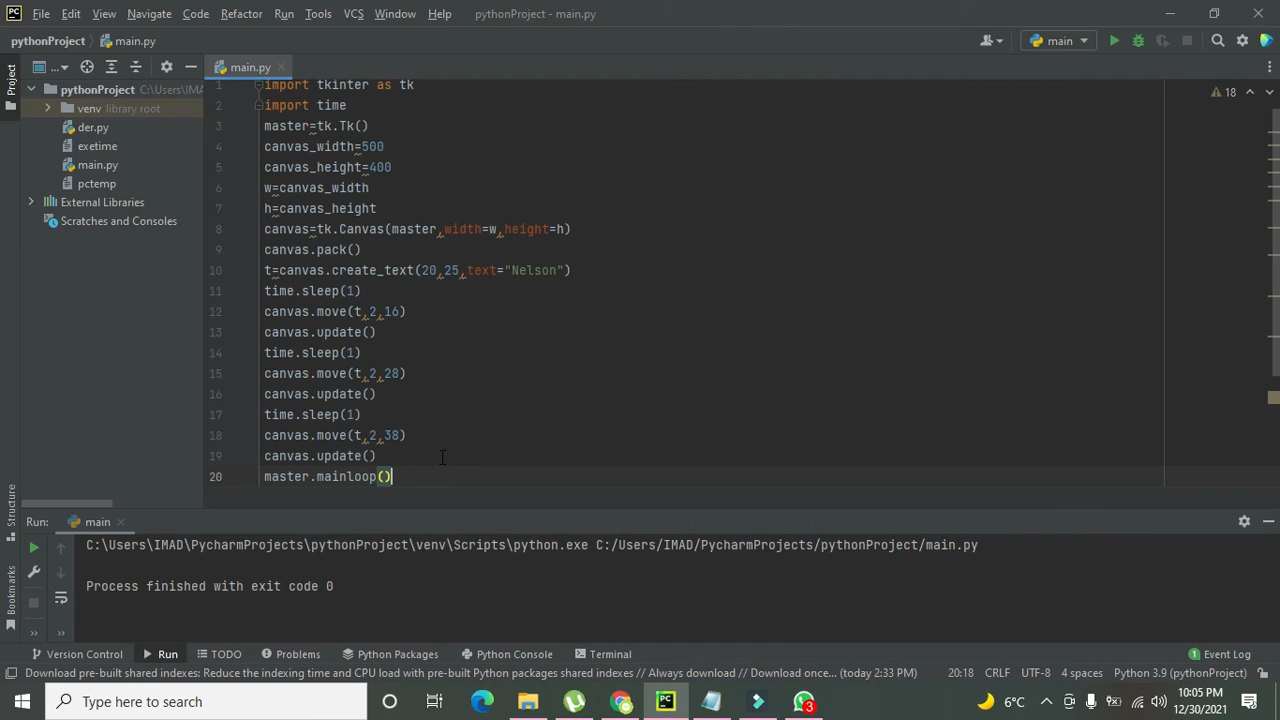 File Edit View Navigate Code Refactor Run Tools VCS Window Help pythonProject - main.py
pythonProject main.py main
Project ... main.py
pythonProject C:\Users\IMAD
venv library root
der.py
exetime
main.py
pctemp
External Libraries
Scratches and Consoles
18
1 import tkinter as tk
2 import time
3 master=tk.Tk()
4 canvas_width=500
5 canvas_height=400
6 w=canvas_width
7 h=canvas_height
8 canvas=tk.Canvas(master,width=w,height=h)
9 canvas.pack()
10 t=canvas.create_text(20,25,text="Nelson")
11 time.sleep(1)
12 canvas.move(t,2,16)
13 canvas.update()
14 time.sleep(1)
15 canvas.move(t,2,28)
16 canvas.update()
17 time.sleep(1)
18 canvas.move(t,2,38)
19 canvas.update()
20 master.mainloop()
Structure
Bookmarks
Run: main
C:\Users\IMAD\PycharmProjects\pythonProject\venv\Scripts\python.exe C:/Users/IMAD/PycharmProjects/pythonProject/main.py
Process finished with exit code 0
Version Control Run TODO Problems Python Packages Python Console Terminal 1 Event Log
Download pre-built shared indexes: Reduce the indexing time and CPU load with pre-built Python packages shared indexes // Always download // Download once... (today 2:33 PM) 20:18 CRLF UTF-8 4 spaces Python 3.9 (pythonProject)
Type here to search 3 6°C 10:05 PM
12/30/2021